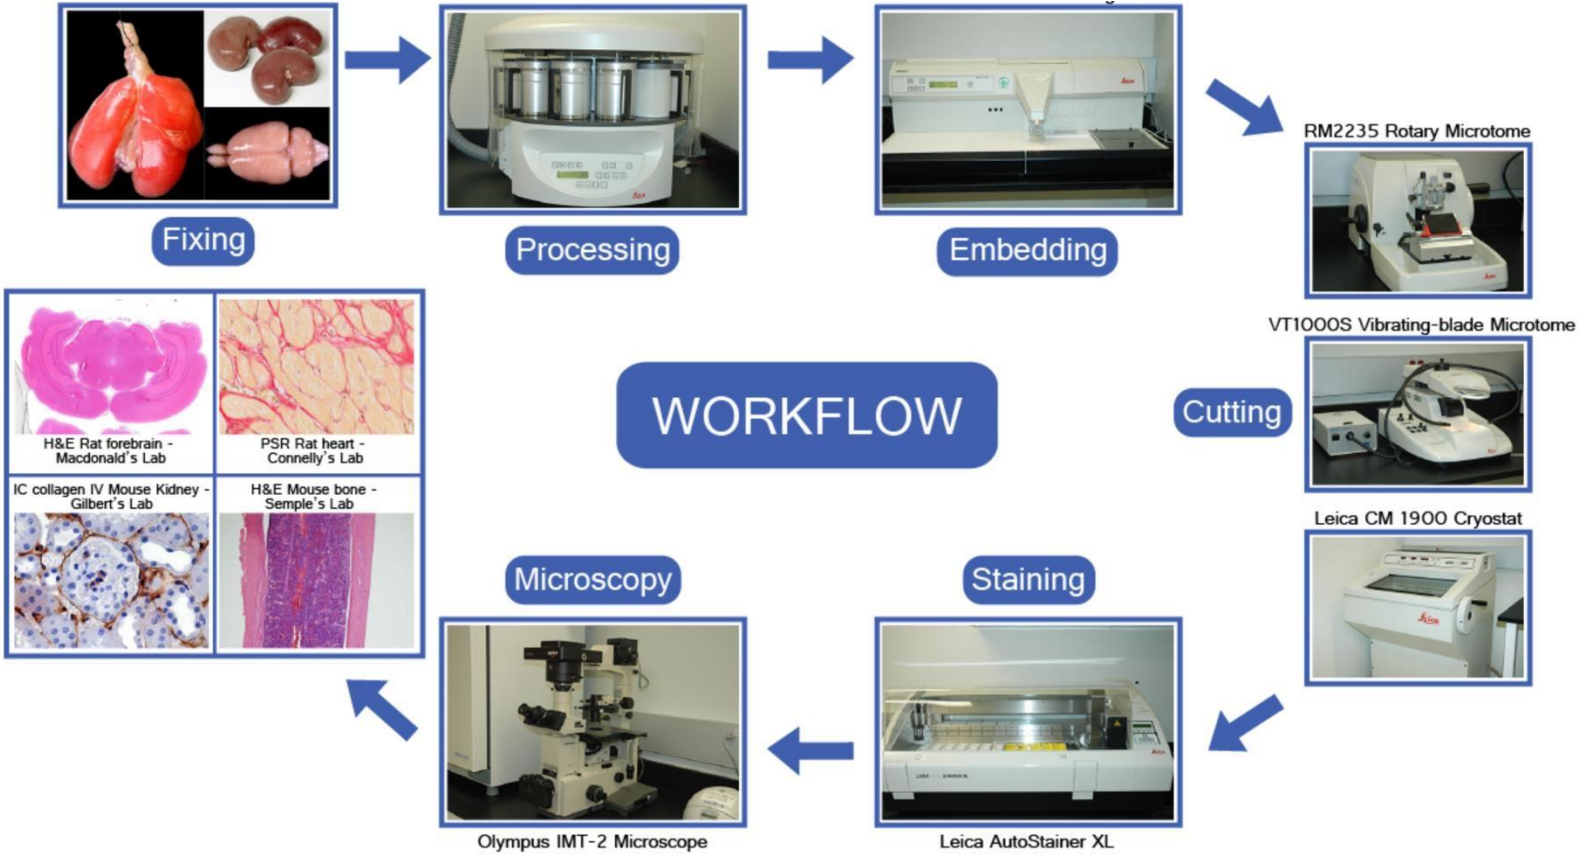 Fixing
Processing
Embedding
RM2235 Rotary Microtome
VT1000S Vibrating-blade Microtome
Cutting
Leica CM 1900 Cryostat
Leica
WORKFLOW
H&E Rat forebrain -
Macdonald's Lab
PSR Rat heart -
Connelly's Lab
IC collagen IV Mouse Kidney -
Gilbert's Lab
H&E Mouse bone -
Semple's Lab
Microscopy
Staining
Olympus IMT-2 Microscope
Leica AutoStainer XL